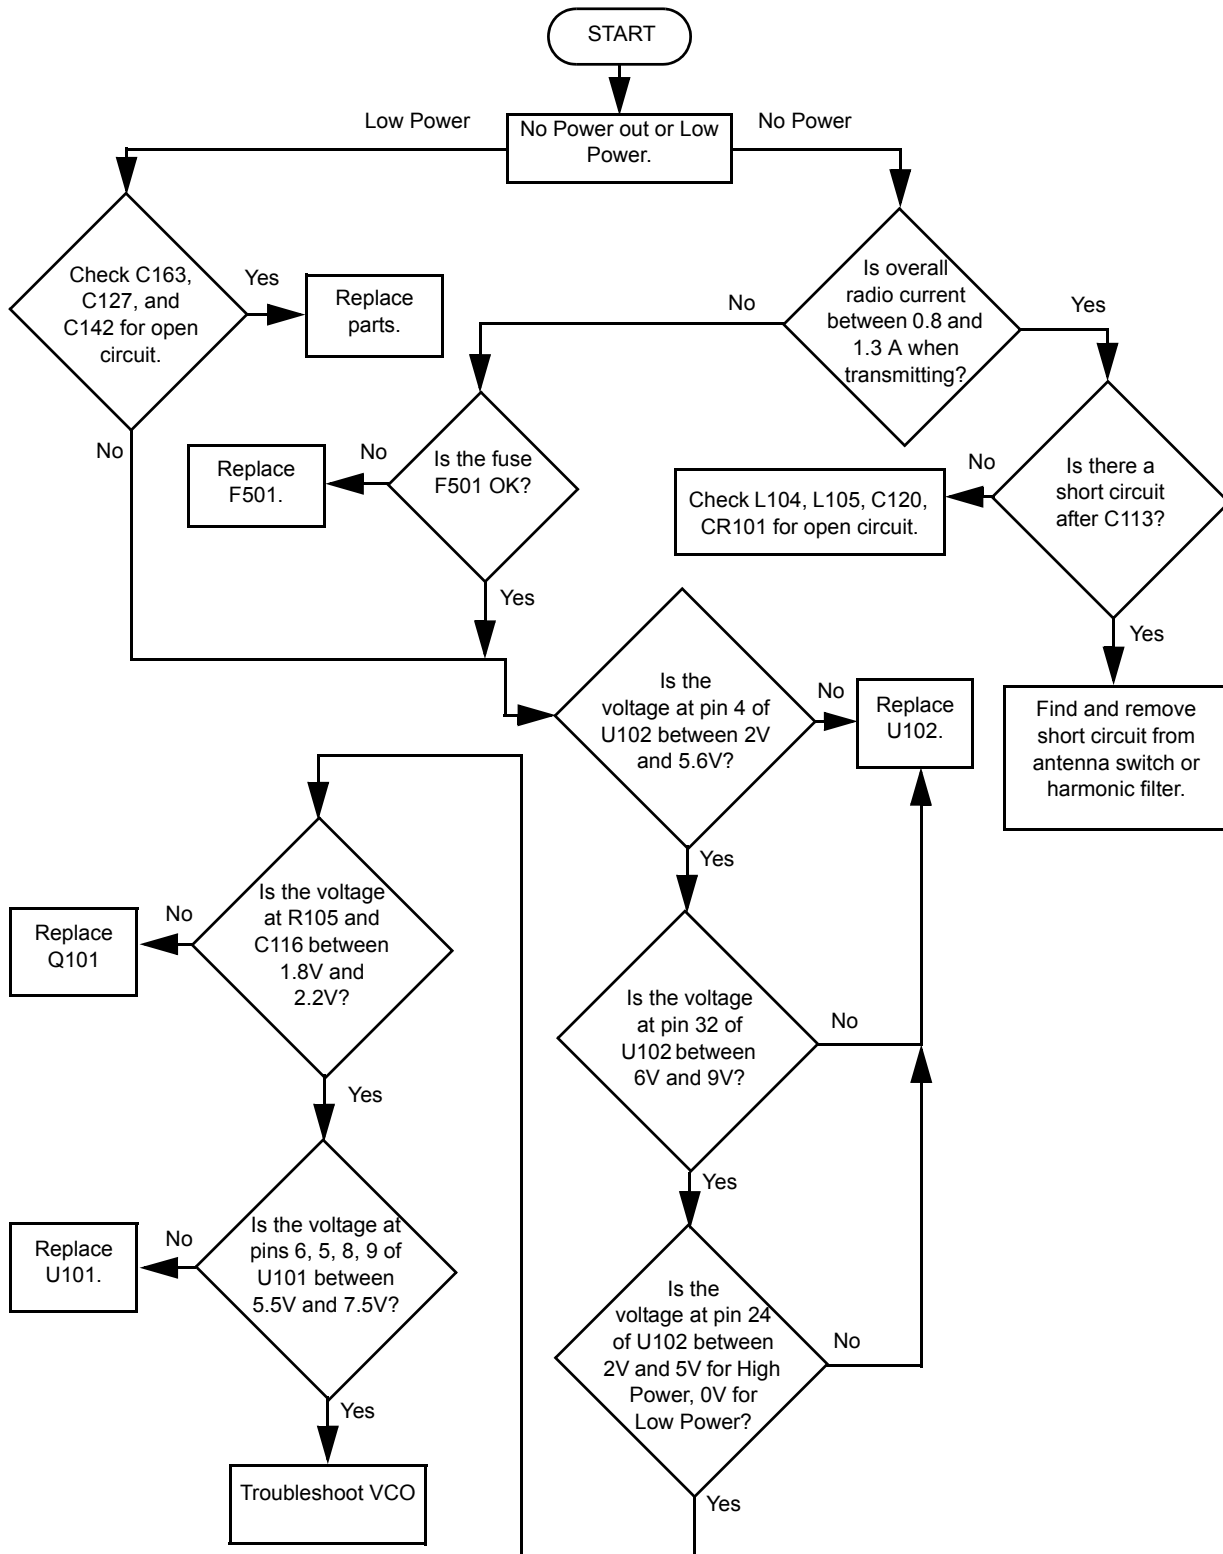 START
Low Power
No Power out or Low
Power.
No Power
Check C163,
C127, and
C142 for open
circuit.
Yes
Replace
parts.
No
Is overall
radio current
between 0.8 and
1.3 A when
transmitting?
No
Yes
Is the fuse
F501 OK?
No
Replace
F501.
Yes
Is there a
short circuit
after C113?
No
Check L104, L105, C120,
CR101 for open circuit.
Yes
Find and remove
short circuit from
antenna switch or
harmonic filter.
Is the
voltage at pin 4 of
U102 between 2V
and 5.6V?
No
Replace
U102.
Yes
Is the voltage
at pin 32 of
U102 between
6V and 9V?
No
Yes
Is the
voltage at pin 24
of U102 between
2V and 5V for High
Power, 0V for
Low Power?
No
Yes
Is the voltage
at R105 and
C116 between
1.8V and
2.2V?
No
Replace
Q101
Yes
Is the voltage at
pins 6, 5, 8, 9 of
U101 between
5.5V and 7.5V?
No
Replace
U101.
Yes
Troubleshoot VCO